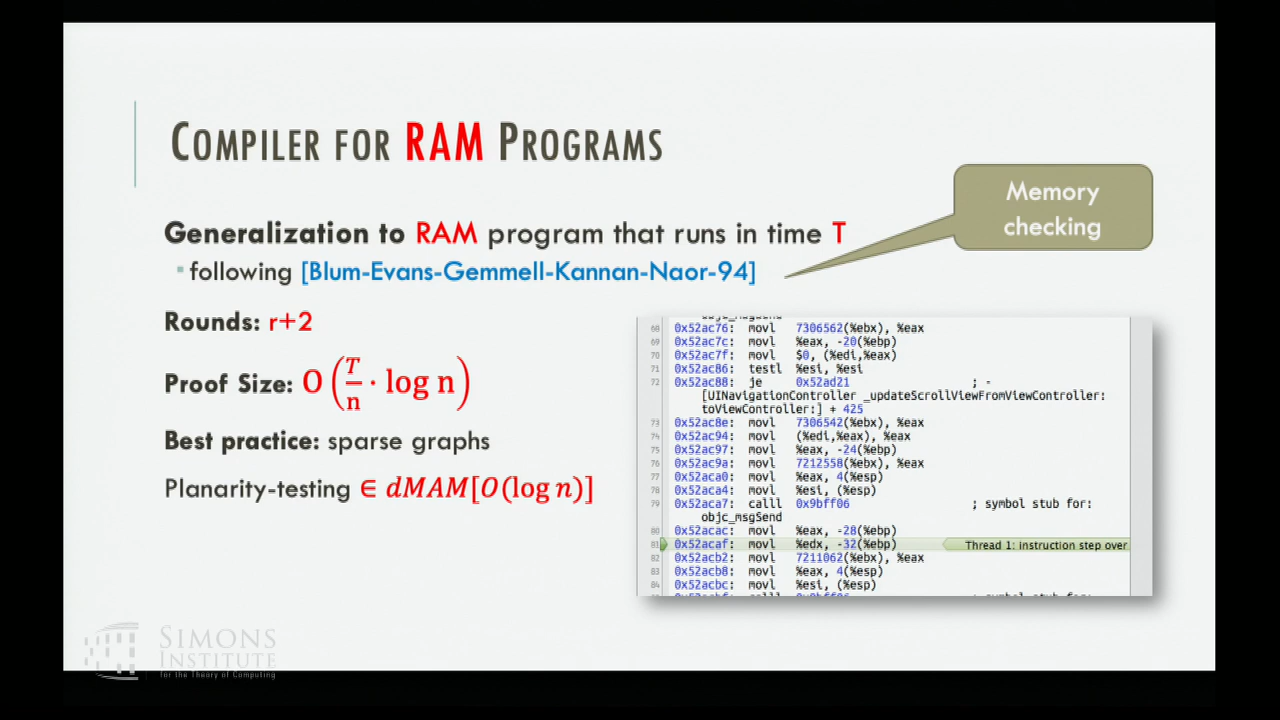 COMPILER FOR RAM PROGRAMS
Memory
checking
Generalization to RAM program that runs in time T
▪ following [Blum-Evans-Gemmell-Kannan-Naor-94]
Rounds: r+2
Proof Size: O(T/n · log n)
Best practice: sparse graphs
Planarity-testing ∈ dMAM[O(log n)]
68 0x52ac76: movl 7306562(%ebx), %eax
69 0x52ac7c: movl %eax, -20(%ebp)
70 0x52ac7f: movl $0, (%edi,%eax)
71 0x52ac86: testl %esi, %esi
72 0x52ac88: je 0x52ad21 ; -
[UINavigationController _updateScrollViewFromViewController:
toViewController:] + 425
73 0x52ac8e: movl 7306542(%ebx), %eax
74 0x52ac94: movl (%edi,%eax), %eax
75 0x52ac97: movl %eax, -24(%ebp)
76 0x52ac9a: movl 7212558(%ebx), %eax
77 0x52aca0: movl %eax, 4(%esp)
78 0x52aca4: movl %esi, (%esp)
79 0x52aca7: calll 0x9bff06 ; symbol stub for:
objc_msgSend
80 0x52acac: movl %eax, -28(%ebp)
81 0x52acaf: movl %edx, -32(%ebp) Thread 1: instruction step over
82 0x52acb2: movl 7211062(%ebx), %eax
83 0x52acb8: movl %eax, 4(%esp)
84 0x52acbc: movl %esi, (%esp)
SIMONS
INSTITUTE
for the Theory of Computing